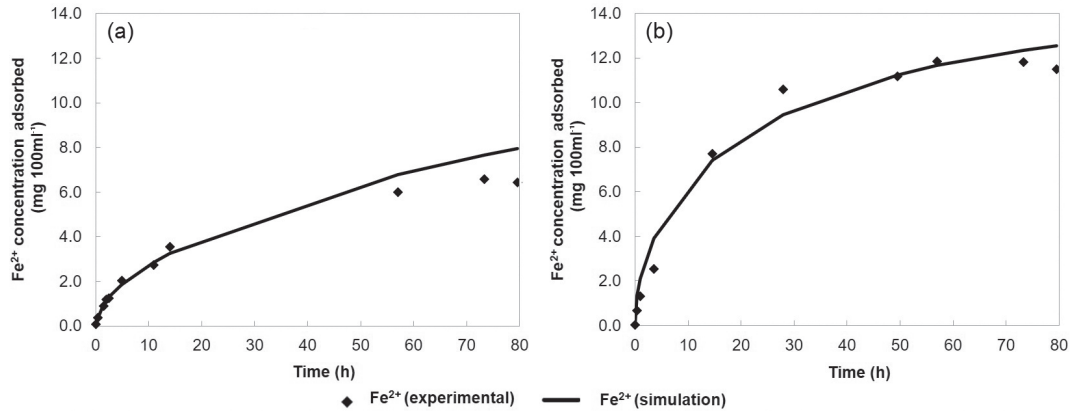 (a)
14.0
12.0
10.0
8.0
6.0
4.0
2.0
0.0
Fe²⁺ concentration adsorbed
(mg 100ml⁻¹)
0 10 20 30 40 50 60 70 80
Time (h)
(b)
14.0
12.0
10.0
8.0
6.0
4.0
2.0
0.0
Fe²⁺ concentration adsorbed
(mg 100ml⁻¹)
0 10 20 30 40 50 60 70 80
Time (h)
Fe²⁺ (experimental) Fe²⁺ (simulation)